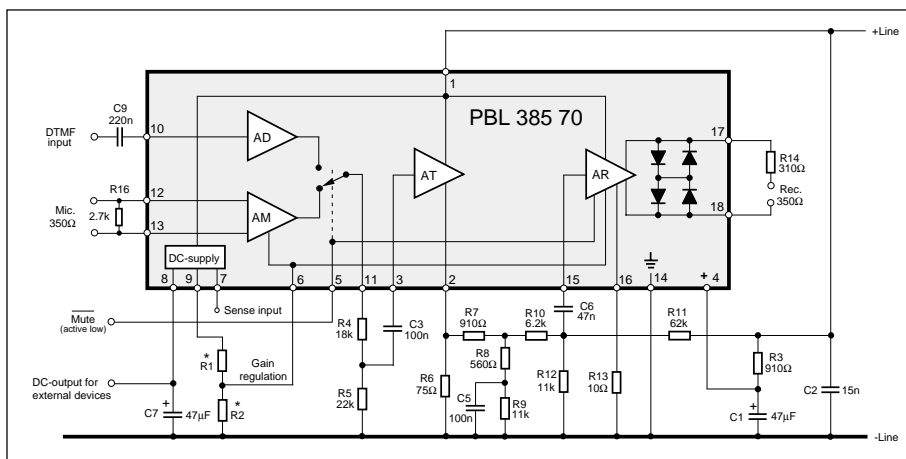 +Line
1
PBL 385 70
C9
220n
DTMF
input
10
AD
17
R14
310Ω
Rec.
350Ω
18
AT
AR
R16
2.7k
Mic.
350Ω
12
13
AM
DC-supply
8
9
7
6
5
11
3
2
15
16
14
+ 4
Sense input
Mute
(active low)
R4
18k
C3
100n
R7
910Ω
R10
6.2k
C6
47n
R11
62k
R8
560Ω
R3
910Ω
* R1
Gain
regulation
DC-output for
external devices
* R2
R5
22k
R6
75Ω
C5
100n
R9
11k
R12
11k
R13
10Ω
C2
15n
+
C7
47µF
+
C1
47µF
-Line